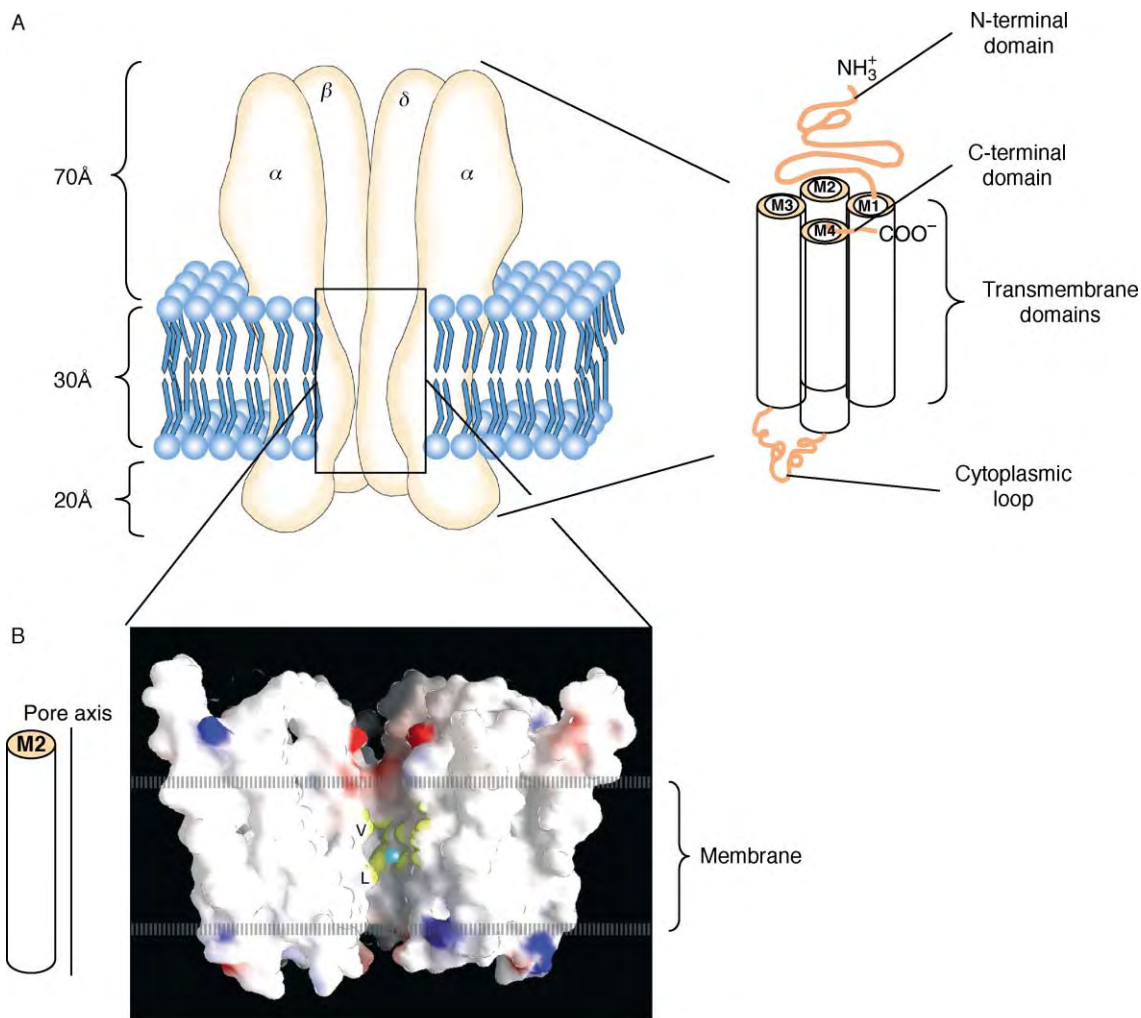 A
N-terminal
domain
NH₃⁺
β
δ
α
α
70Å
C-terminal
domain
M2
M3
M1
M4
COO⁻
Transmembrane
domains
30Å
20Å
Cytoplasmic
loop
B
Pore axis
M2
V
L
Membrane